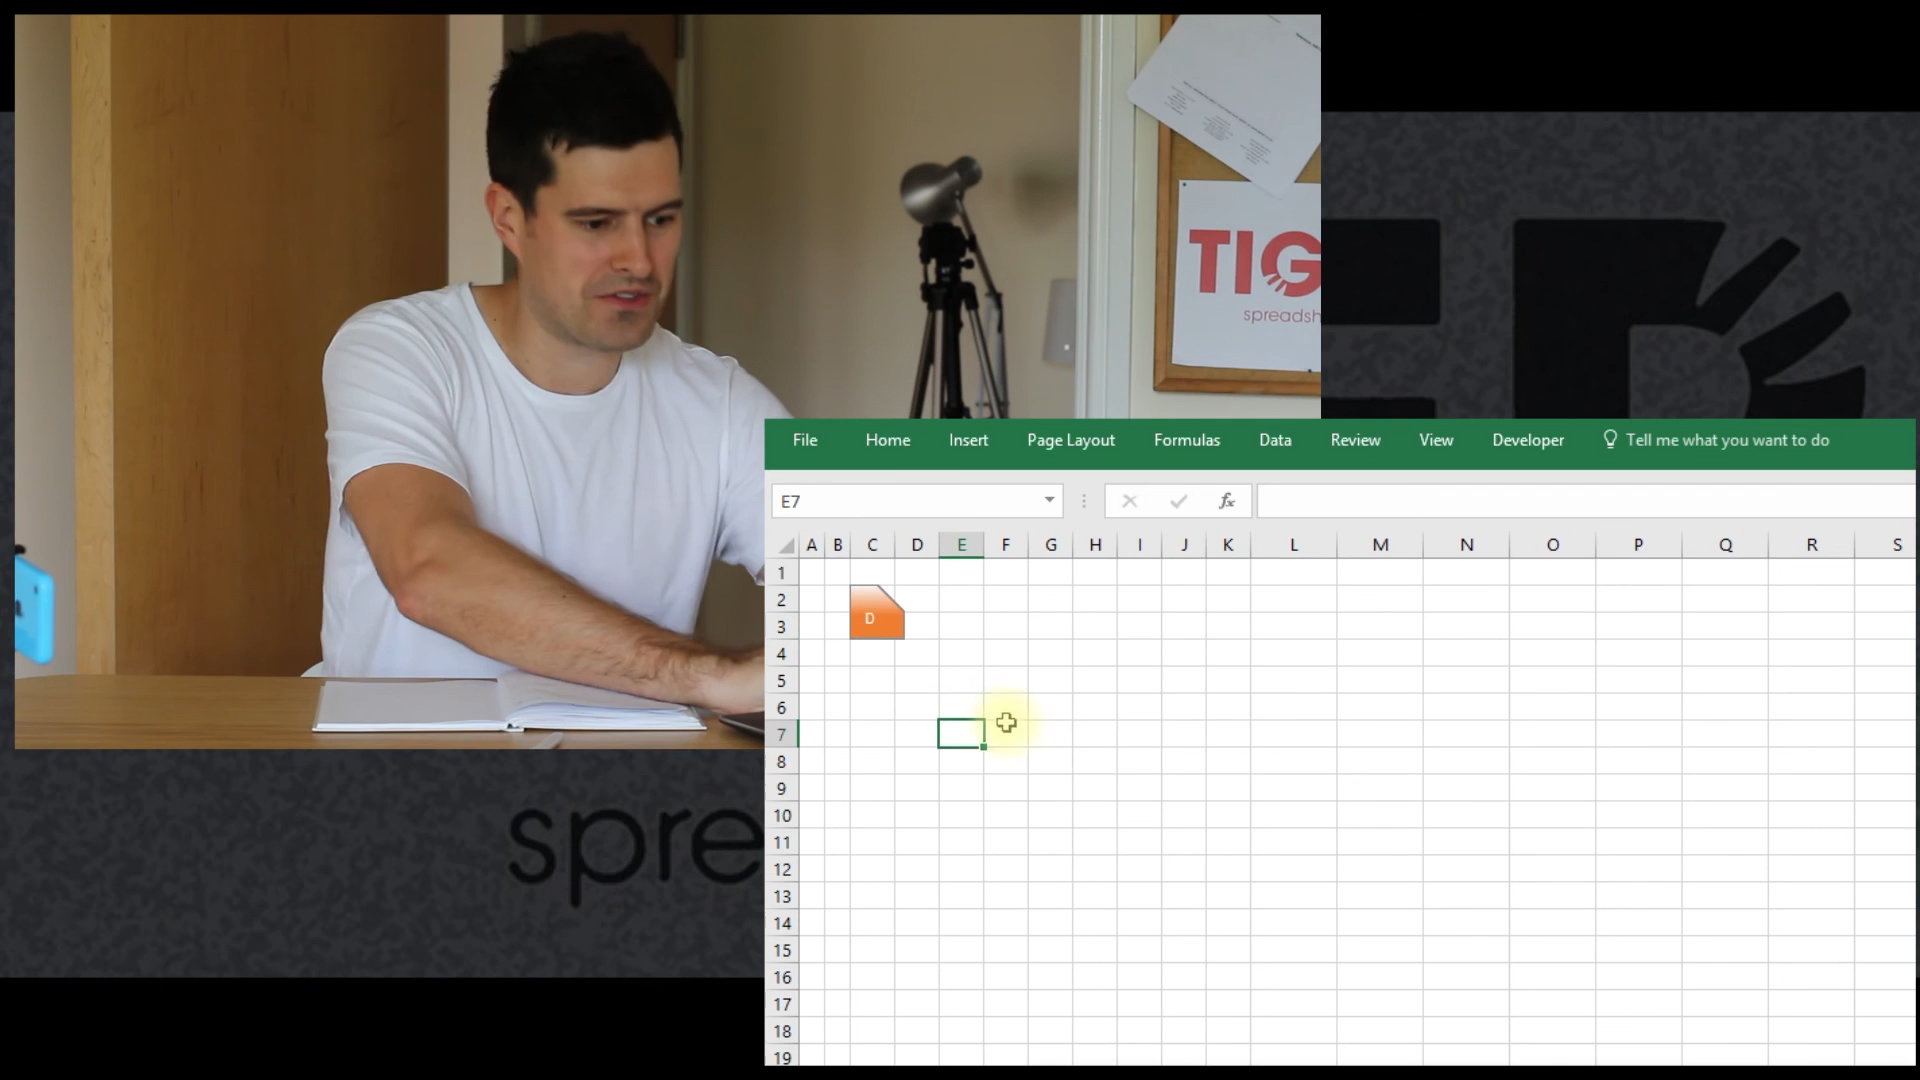 TIG
spreadsh
spre
File Home Insert Page Layout Formulas Data Review View Developer Tell me what you want to do
E7 fx
A B C D E F G H I J K L M N O P Q R S
1
2
D
3
4
5
6
7
8
9
10
11
12
13
14
15
16
17
18
19